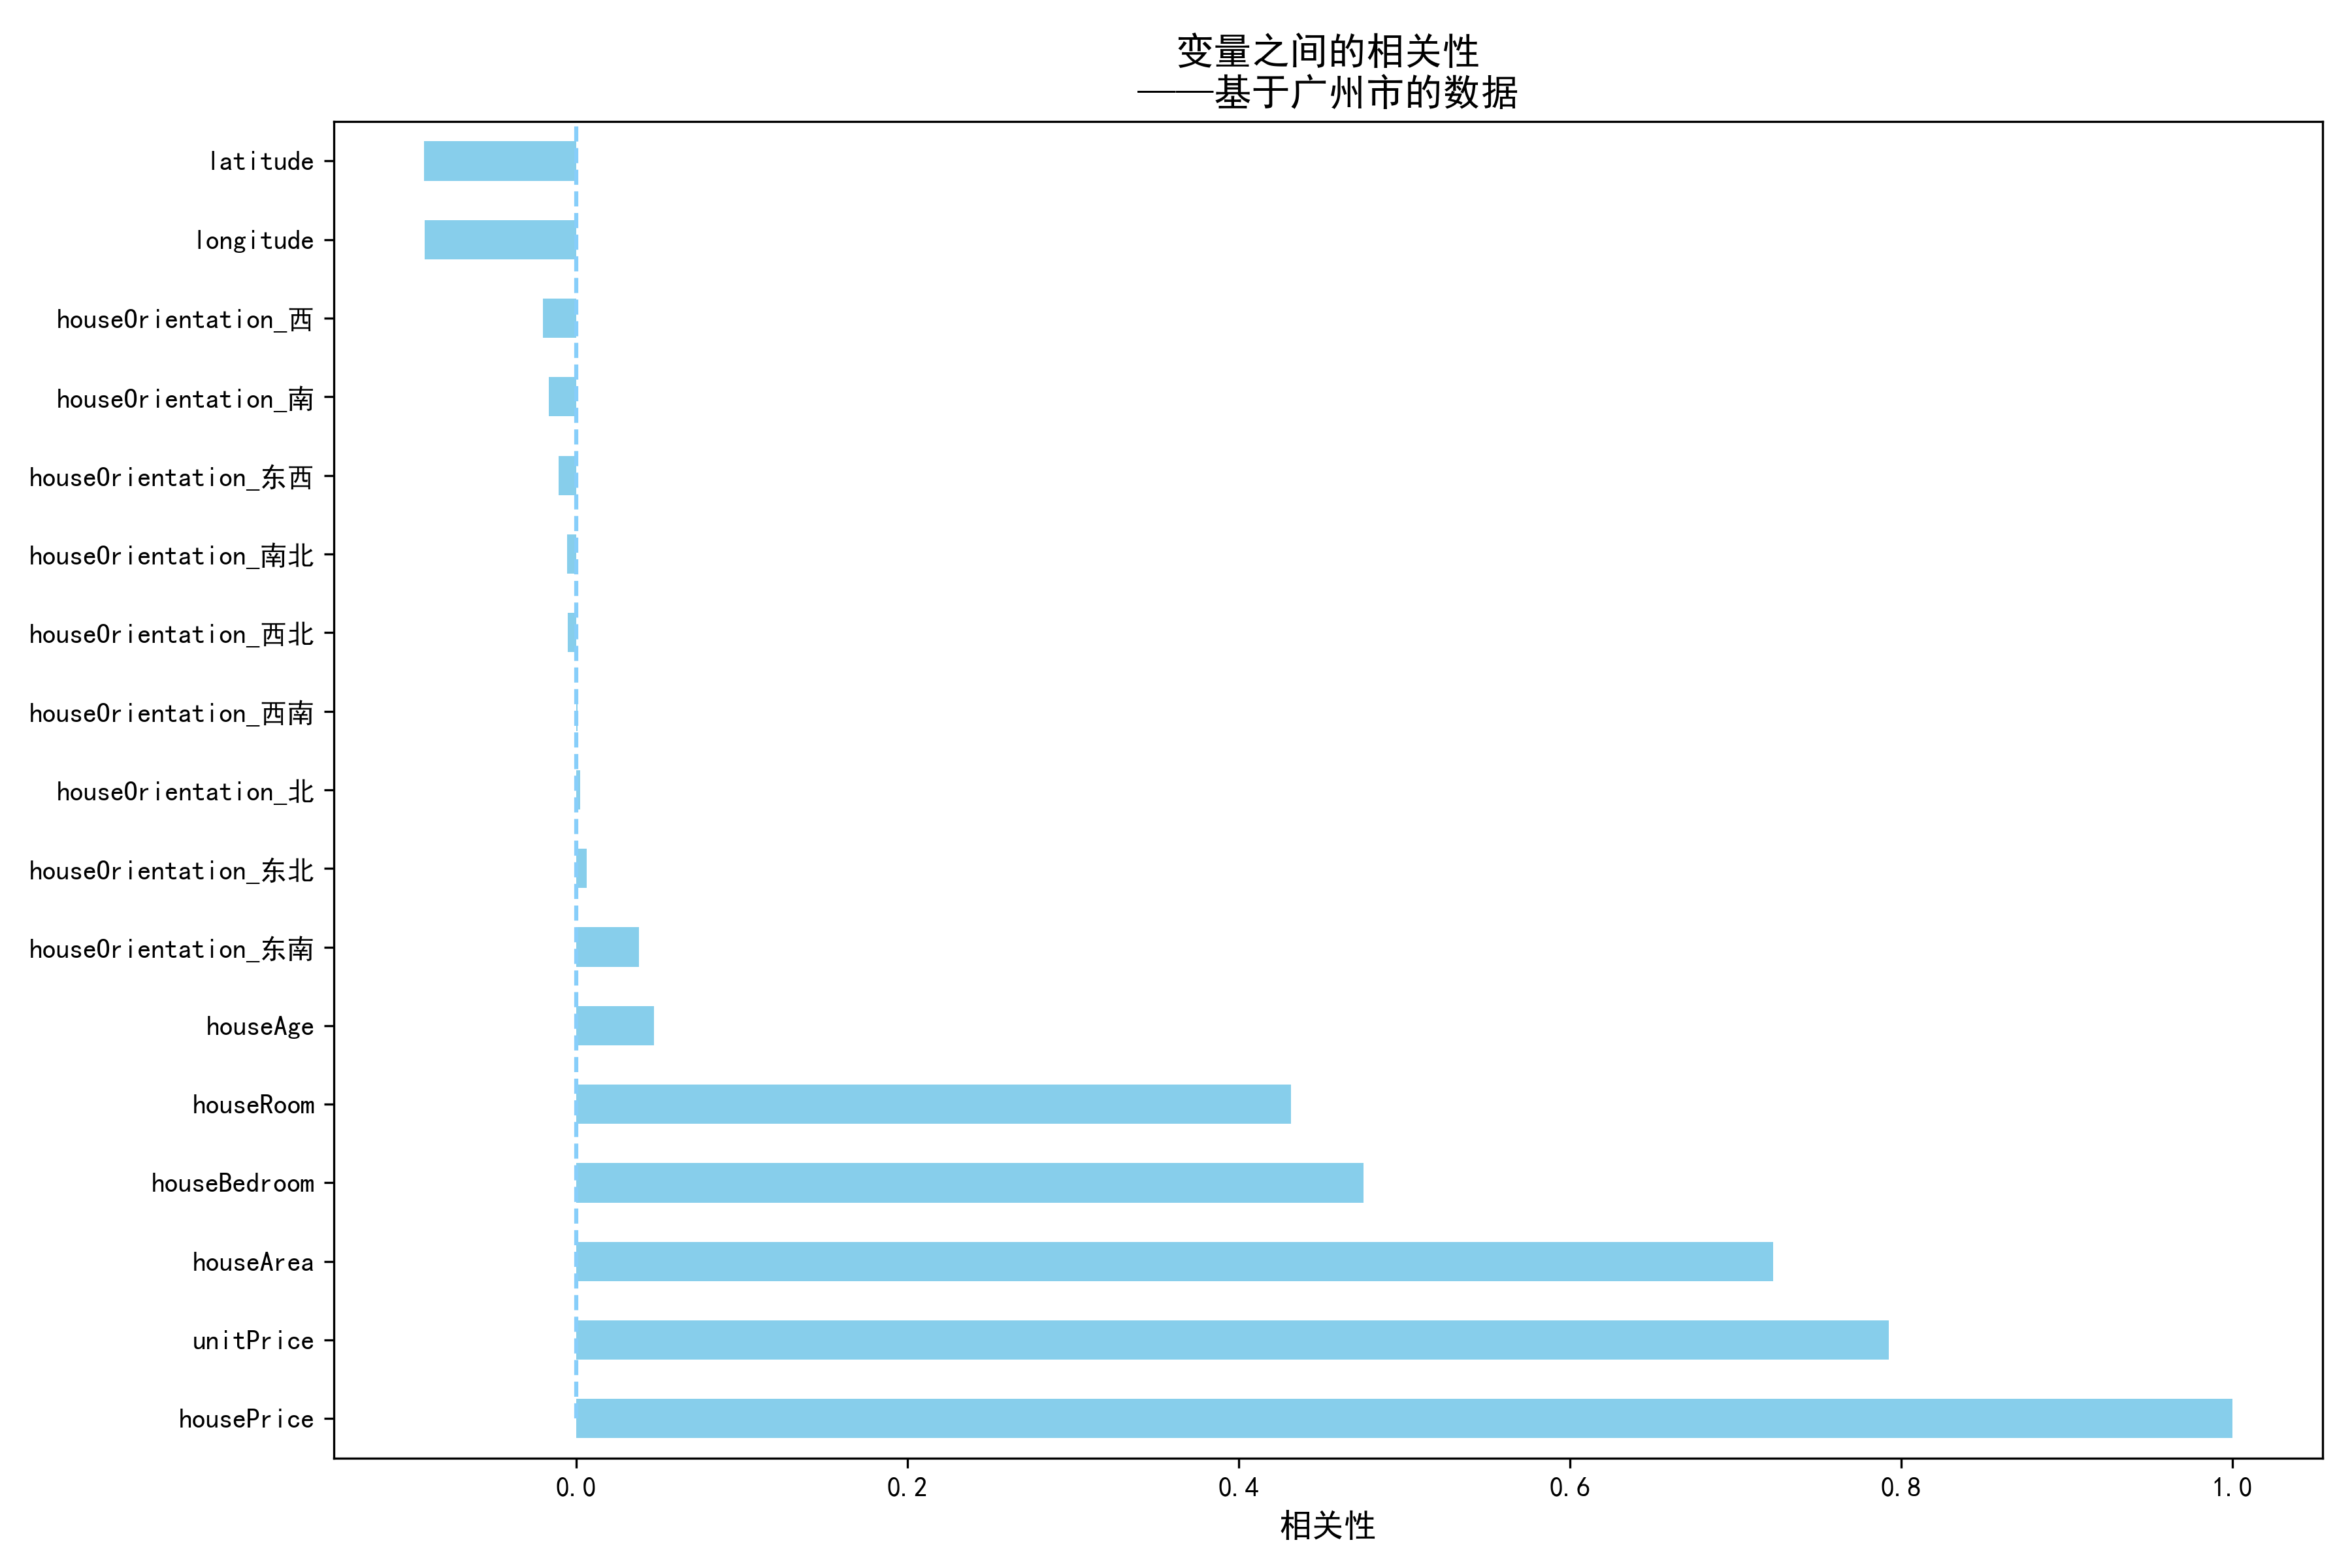 变量之间的相关性
——基于广州市的数据
latitude
longitude
houseOrientation_西
houseOrientation_南
houseOrientation_东西
houseOrientation_南北
houseOrientation_西北
houseOrientation_西南
houseOrientation_北
houseOrientation_东北
houseOrientation_东南
houseAge
houseRoom
houseBedroom
houseArea
unitPrice
housePrice
0.0 0.2 0.4 0.6 0.8 1.0
相关性